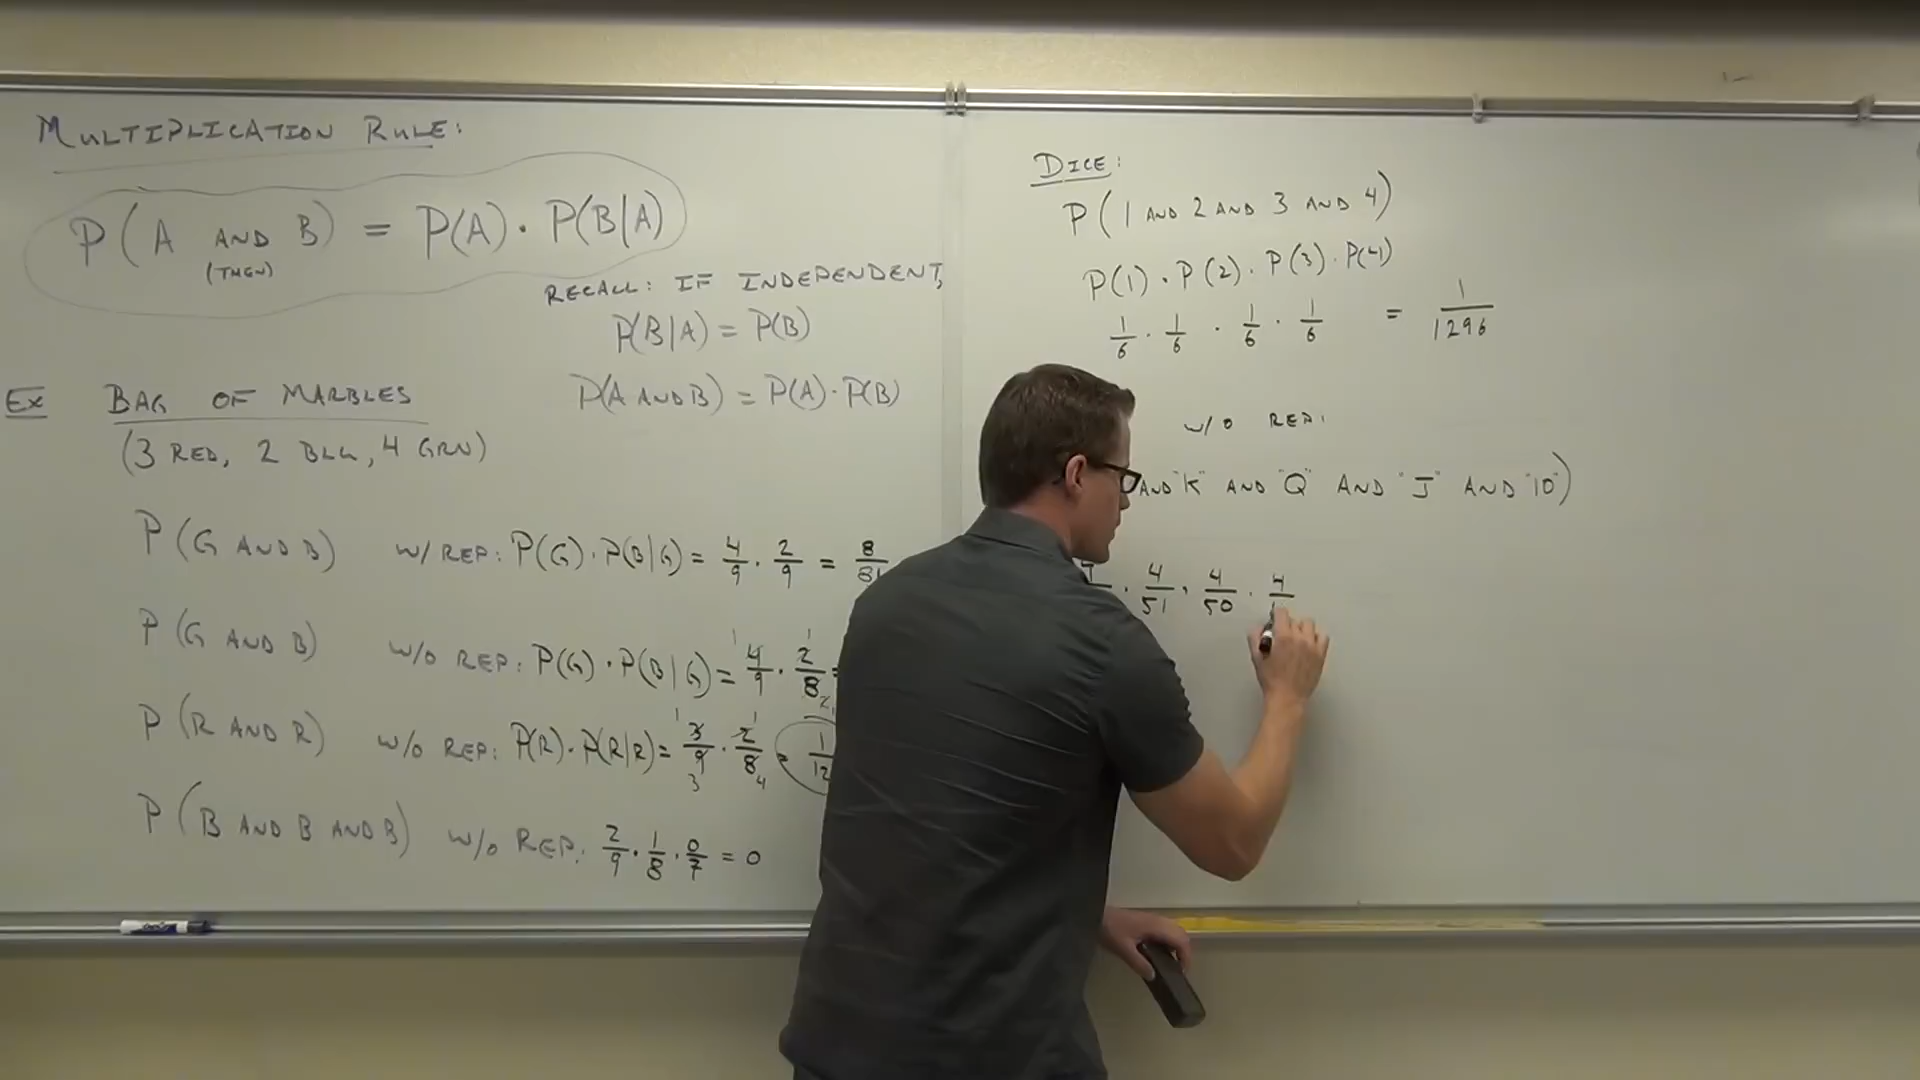 MULTIPLICATION RULE:
P(A AND B) = P(A) · P(B|A)
(THEN)
RECALL: IF INDEPENDENT,
P(B|A) = P(B)
P(A AND B) = P(A) · P(B)
Ex BAG OF MARBLES
(3 RED, 2 BLU, 4 GRN)
P(G AND B) W/ REP: P(G) · P(B|G) = 4/9 · 2/9 = 8/81
P(G AND B) W/O REP: P(G) · P(B|G) = 4/9 · 2/8 =
P(R AND R) W/O REP: P(R) · P(R|R) = 3/9 · 2/8 = 1/12
P(B AND B AND B) W/O REP: 2/9 · 1/8 · 0/7 = 0
DICE:
P(1 AND 2 AND 3 AND 4)
P(1) · P(2) · P(3) · P(4)
1/6 · 1/6 · 1/6 · 1/6 = 1/1296
W/O REP:
AND "K" AND "Q" AND "J" AND "10")
· 4/51 · 4/50 · 4/
EXPO